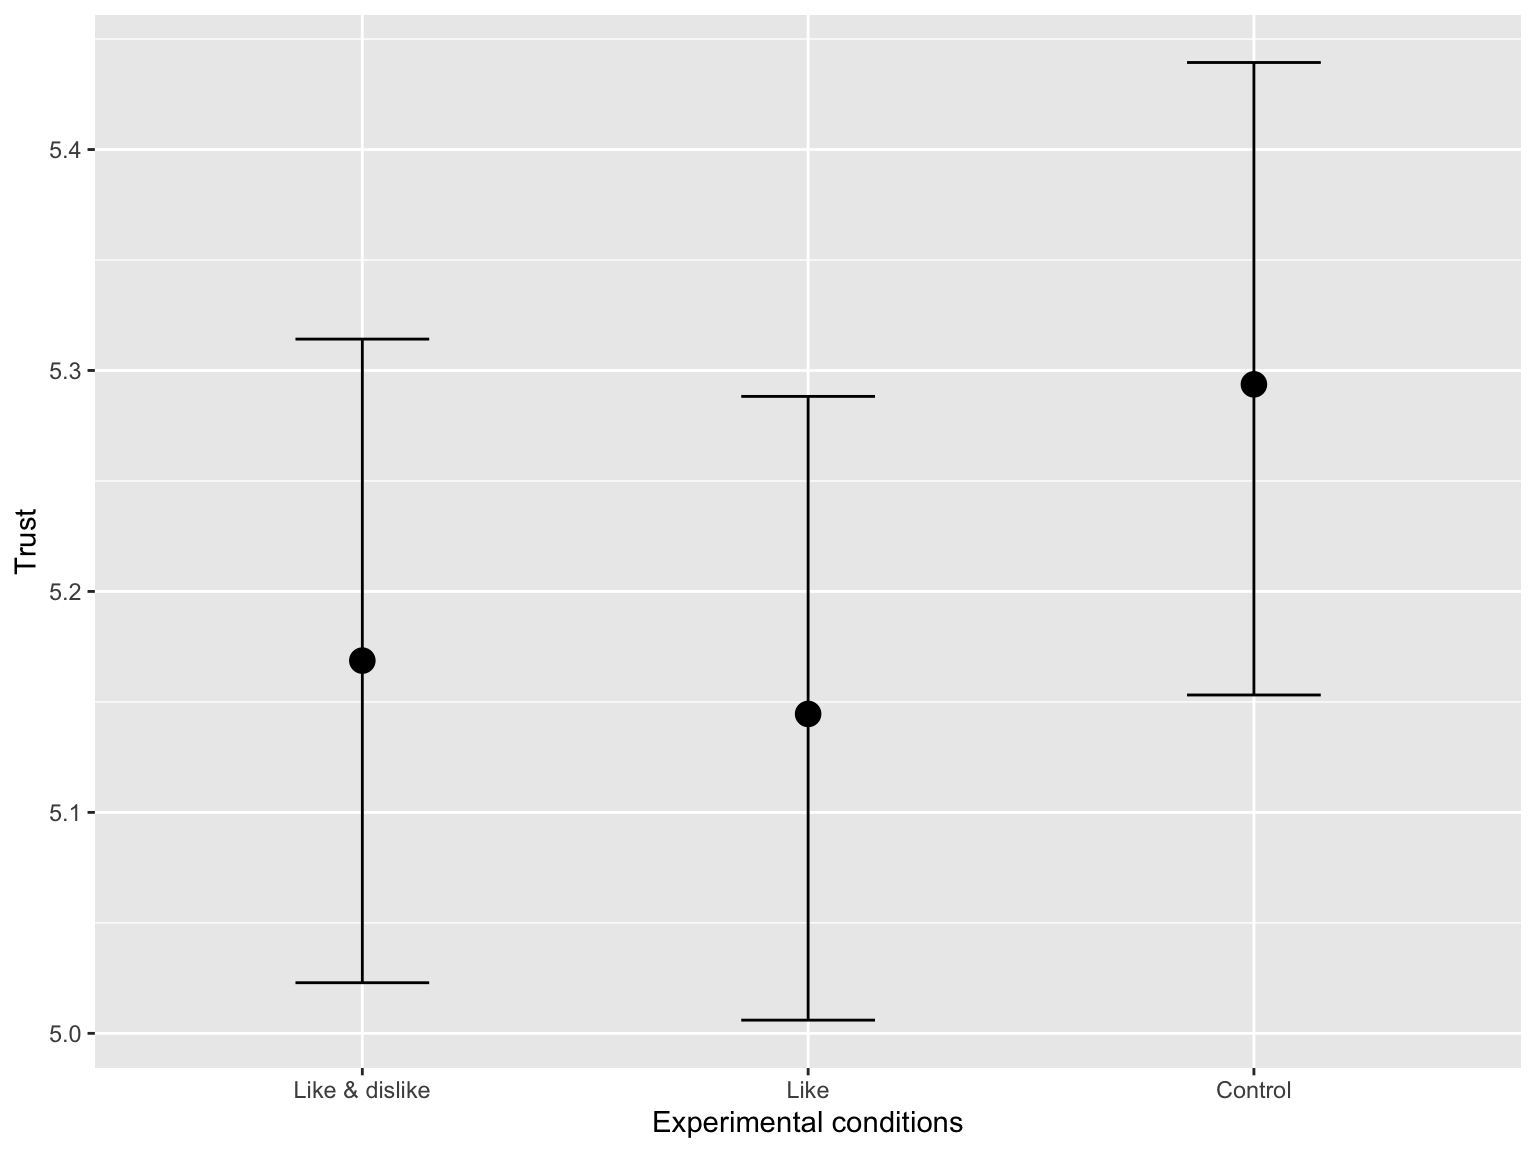 5.4
5.3
5.2
5.1
5.0
Trust
Like & dislike
Like
Control
Experimental conditions